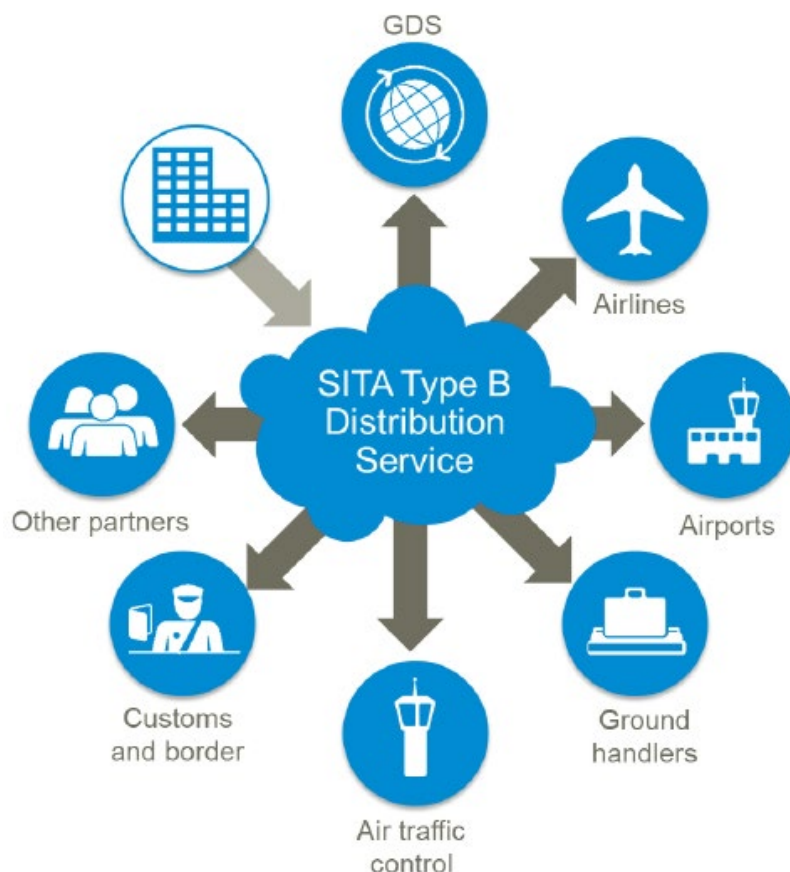 GDS
Airlines
SITA Type B
Distribution
Service
Other partners
Airports
Customs
and border
Ground
handlers
Air traffic
control